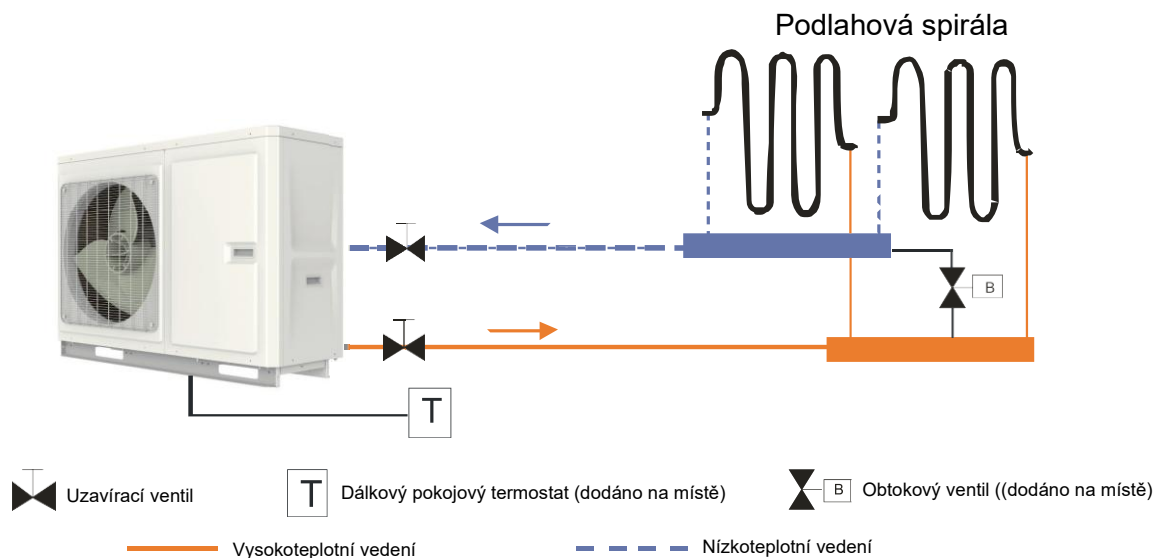 Podlahová spirála
B
T
Uzavírací ventil
T
Dálkový pokojový termostat (dodáno na místě)
B
Obtokový ventil ((dodáno na místě)
Vysokoteplotní vedení
Nízkoteplotní vedení